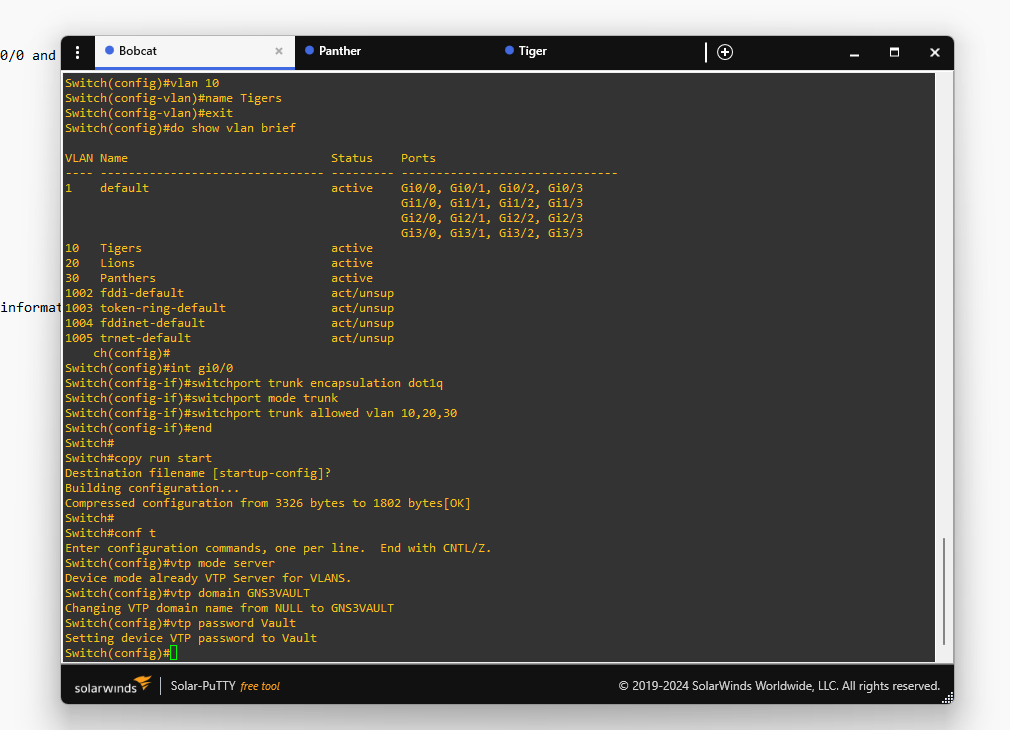 0/0 and
Bobcat
Panther
Tiger
Switch(config)#vlan 10
Switch(config-vlan)#name Tigers
Switch(config-vlan)#exit
Switch(config)#do show vlan brief
VLAN Name                             Status    Ports
---- -------------------------------- --------- -------------------------------
1    default                          active    Gi0/0, Gi0/1, Gi0/2, Gi0/3
                                                Gi1/0, Gi1/1, Gi1/2, Gi1/3
                                                Gi2/0, Gi2/1, Gi2/2, Gi2/3
                                                Gi3/0, Gi3/1, Gi3/2, Gi3/3
10   Tigers                           active
20   Lions                            active
30   Panthers                         active
1002 fddi-default                     act/unsup
informat
1003 token-ring-default               act/unsup
1004 fddinet-default                  act/unsup
1005 trnet-default                    act/unsup
    ch(config)#
Switch(config)#int gi0/0
Switch(config-if)#switchport trunk encapsulation dot1q
Switch(config-if)#switchport mode trunk
Switch(config-if)#switchport trunk allowed vlan 10,20,30
Switch(config-if)#end
Switch#
Switch#copy run start
Destination filename [startup-config]?
Building configuration...
Compressed configuration from 3326 bytes to 1802 bytes[OK]
Switch#
Switch#conf t
Enter configuration commands, one per line.  End with CNTL/Z.
Switch(config)#vtp mode server
Device mode already VTP Server for VLANS.
Switch(config)#vtp domain GNS3VAULT
Changing VTP domain name from NULL to GNS3VAULT
Switch(config)#vtp password Vault
Setting device VTP password to Vault
Switch(config)#
solarwinds
Solar-PuTTY free tool
© 2019-2024 SolarWinds Worldwide, LLC. All rights reserved.